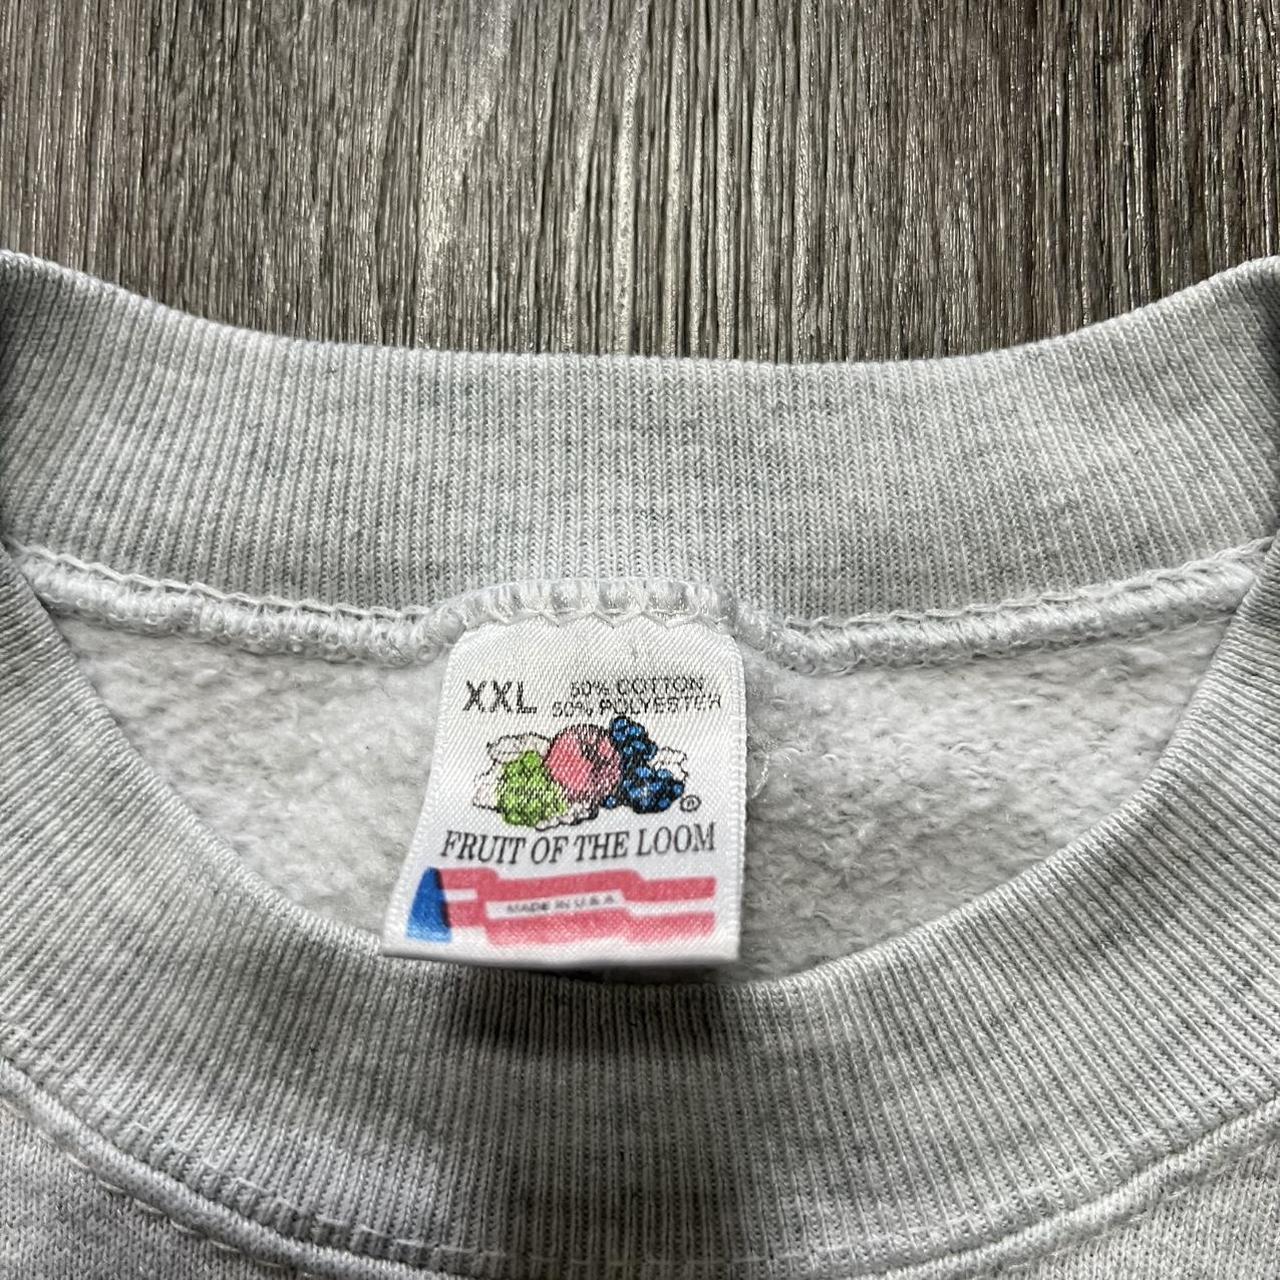 XXL
50% COTTON
50% POLYESTER
®
FRUIT OF THE LOOM
MADE IN U.S.A.